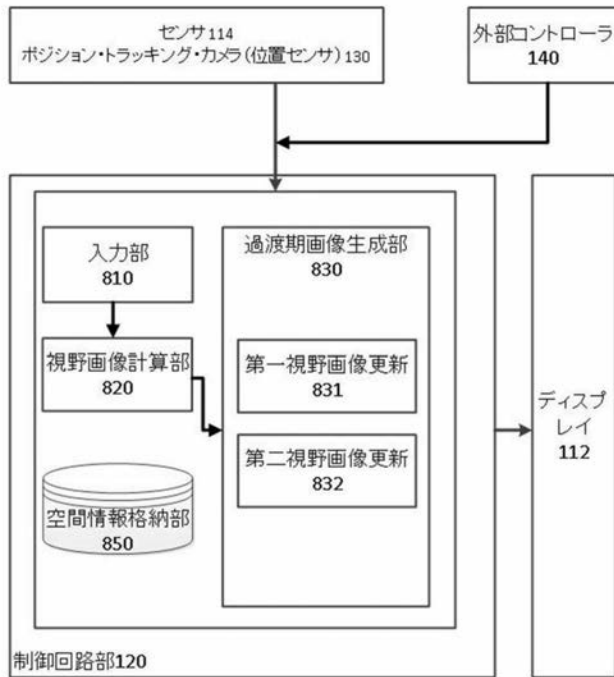 センサ114
ポジション・トラッキング・カメラ(位置センサ)130
外部コントローラ
140
入力部
810
視野画像計算部
820
空間情報格納部
850
過渡期画像生成部
830
第一視野画像更新
831
第二視野画像更新
832
ディスプ
レイ
112
制御回路部120